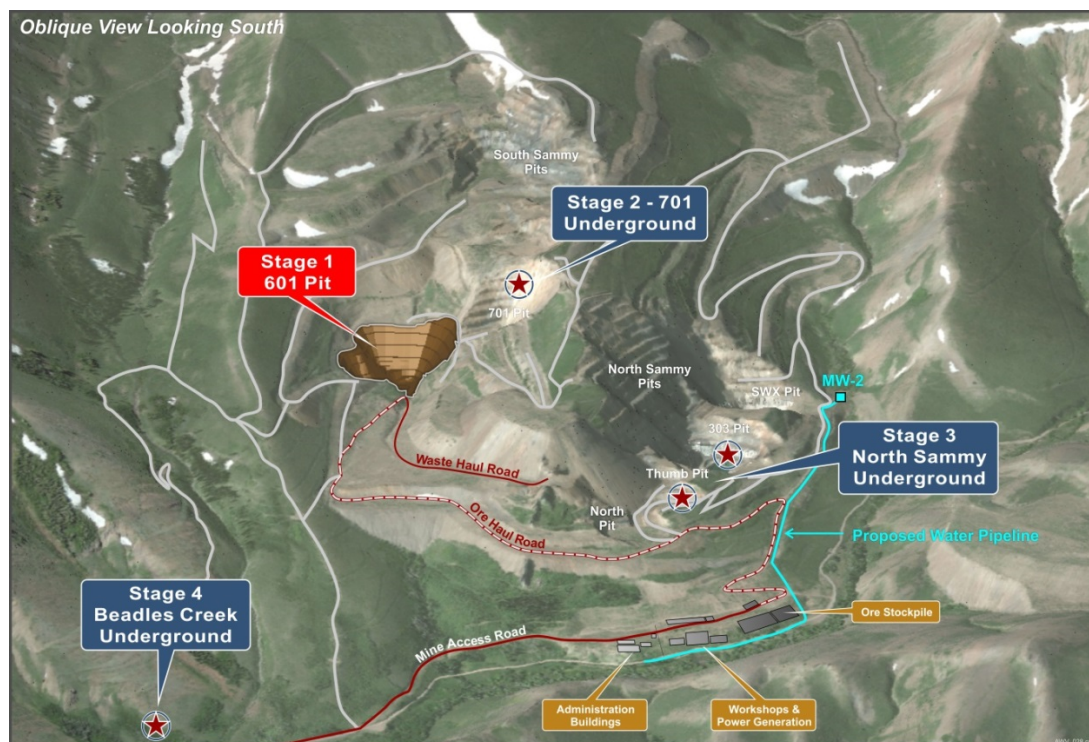 Oblique View Looking South
South Sammy
Pits
Stage 2 - 701
Underground
Stage 1
601 Pit
701 Pit
North Sammy
Pits
SWX Pit
MW-2
303 Pit
Stage 3
North Sammy
Underground
Waste Haul Road
Thumb Pit
North
Pit
Ore Haul Road
Proposed Water Pipeline
Stage 4
Beadles Creek
Underground
Ore Stockpile
Mine Access Road
Administration
Buildings
Workshops &
Power Generation